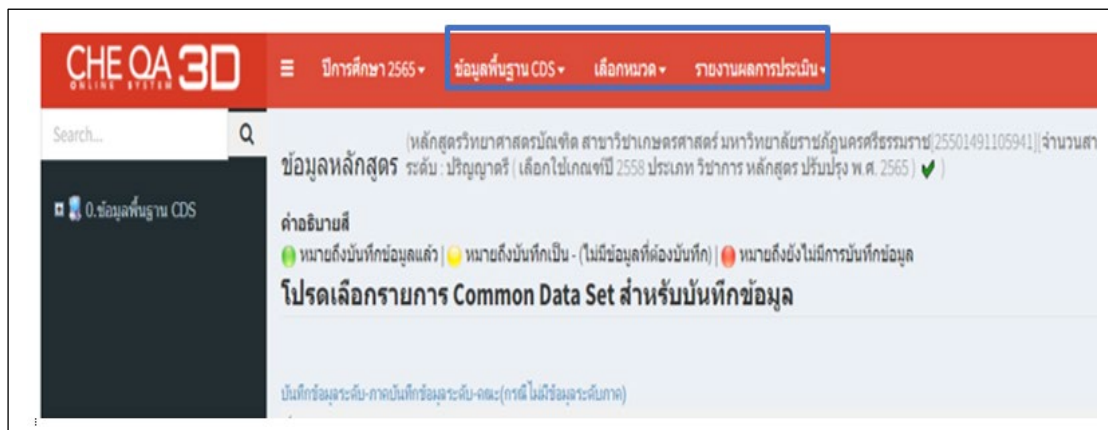 CHE QA 3D
ONLINE SYSTEM
ปีการศึกษา 2565 ข้อมูลพื้นฐาน CDS เลือกหมวด รายงานผลการประเมิน
Search...
(หลักสูตรวิทยาศาสตรบัณฑิต สาขาวิชาเกษตรศาสตร์ มหาวิทยาลัยราชภัฏนครศรีธรรมราช[25501491105941][จำนวนสา
ข้อมูลหลักสูตร ระดับ : ปริญญาตรี ( เลือกใช้เกณฑ์ปี 2558 ประเภท วิชาการ หลักสูตร ปรับปรุง พ.ศ. 2565 ) ✔ )
0.ข้อมูลพื้นฐาน CDS
คำอธิบายสี
หมายถึงบันทึกข้อมูลแล้ว | หมายถึงบันทึกเป็น - (ไม่มีข้อมูลที่ต้องบันทึก) | หมายถึงยังไม่มีการบันทึกข้อมูล
โปรดเลือกรายการ Common Data Set สำหรับบันทึกข้อมูล
บันทึกข้อมูลระดับ-ภาคบันทึกข้อมูลระดับ-คณะ(กรณีไม่มีข้อมูลระดับภาค)